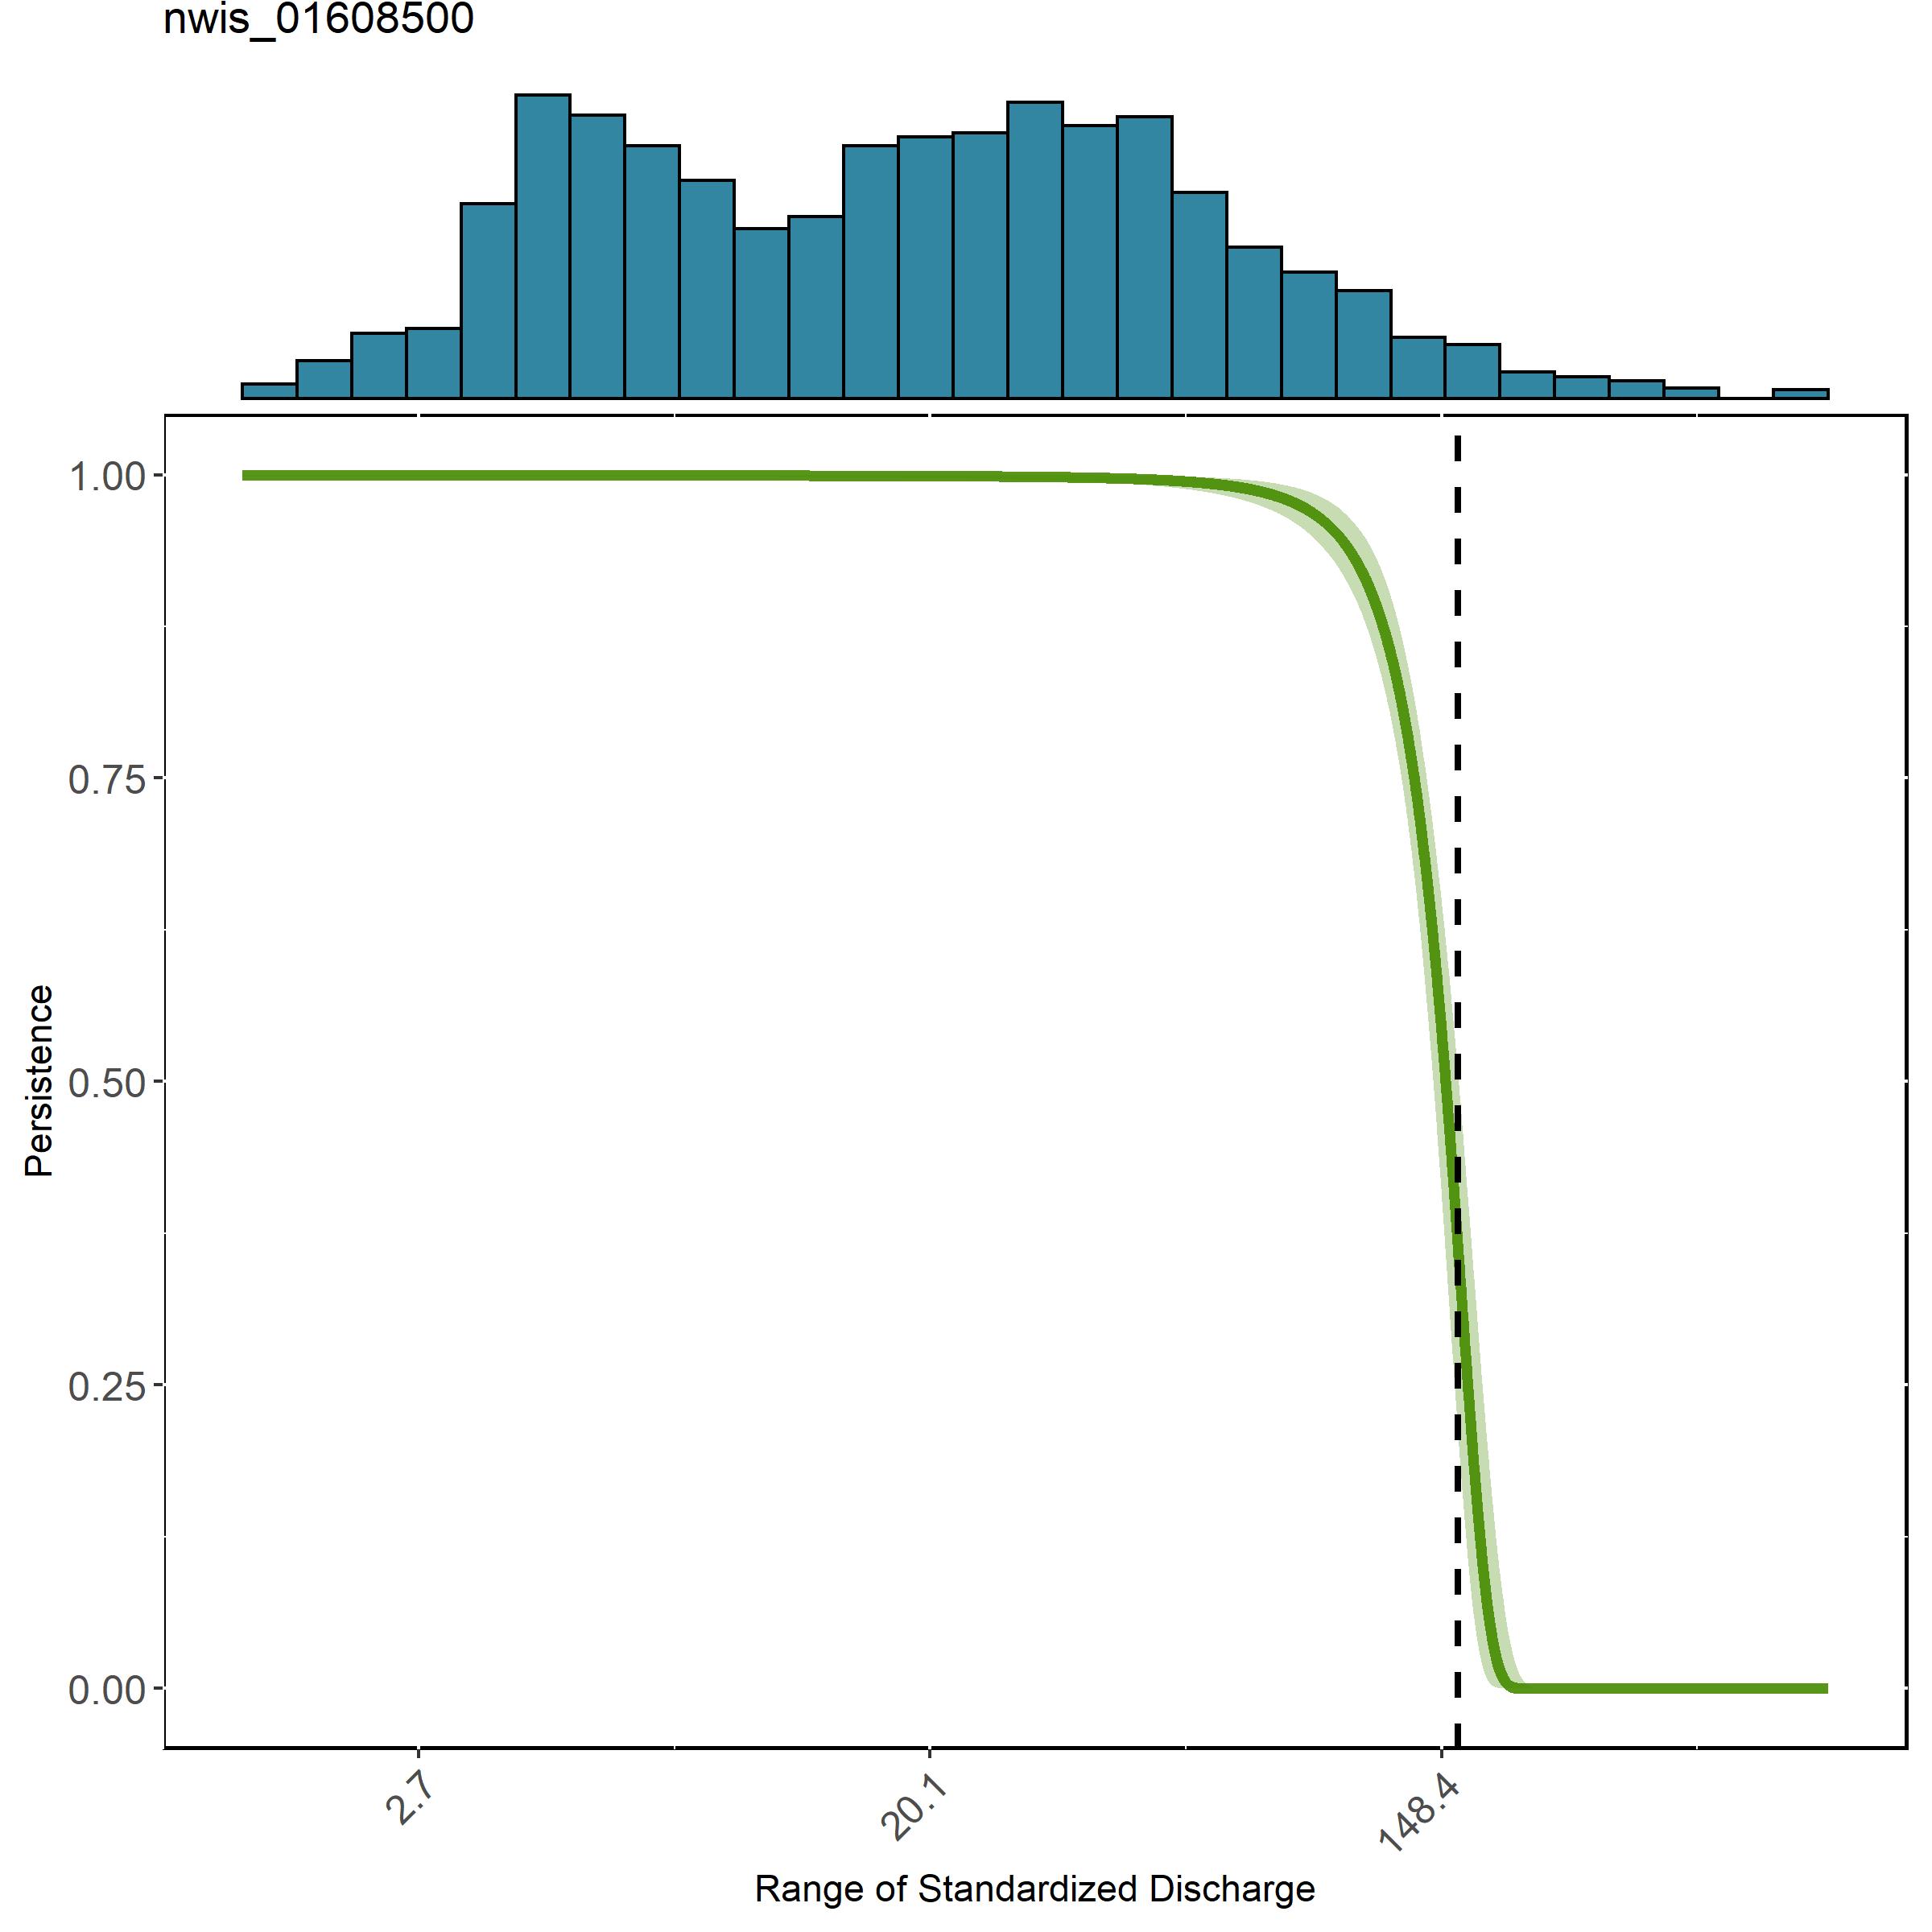 nwis_01608500
1.00
0.75
0.50
0.25
0.00
Persistence
2.7
20.1
148.4
Range of Standardized Discharge